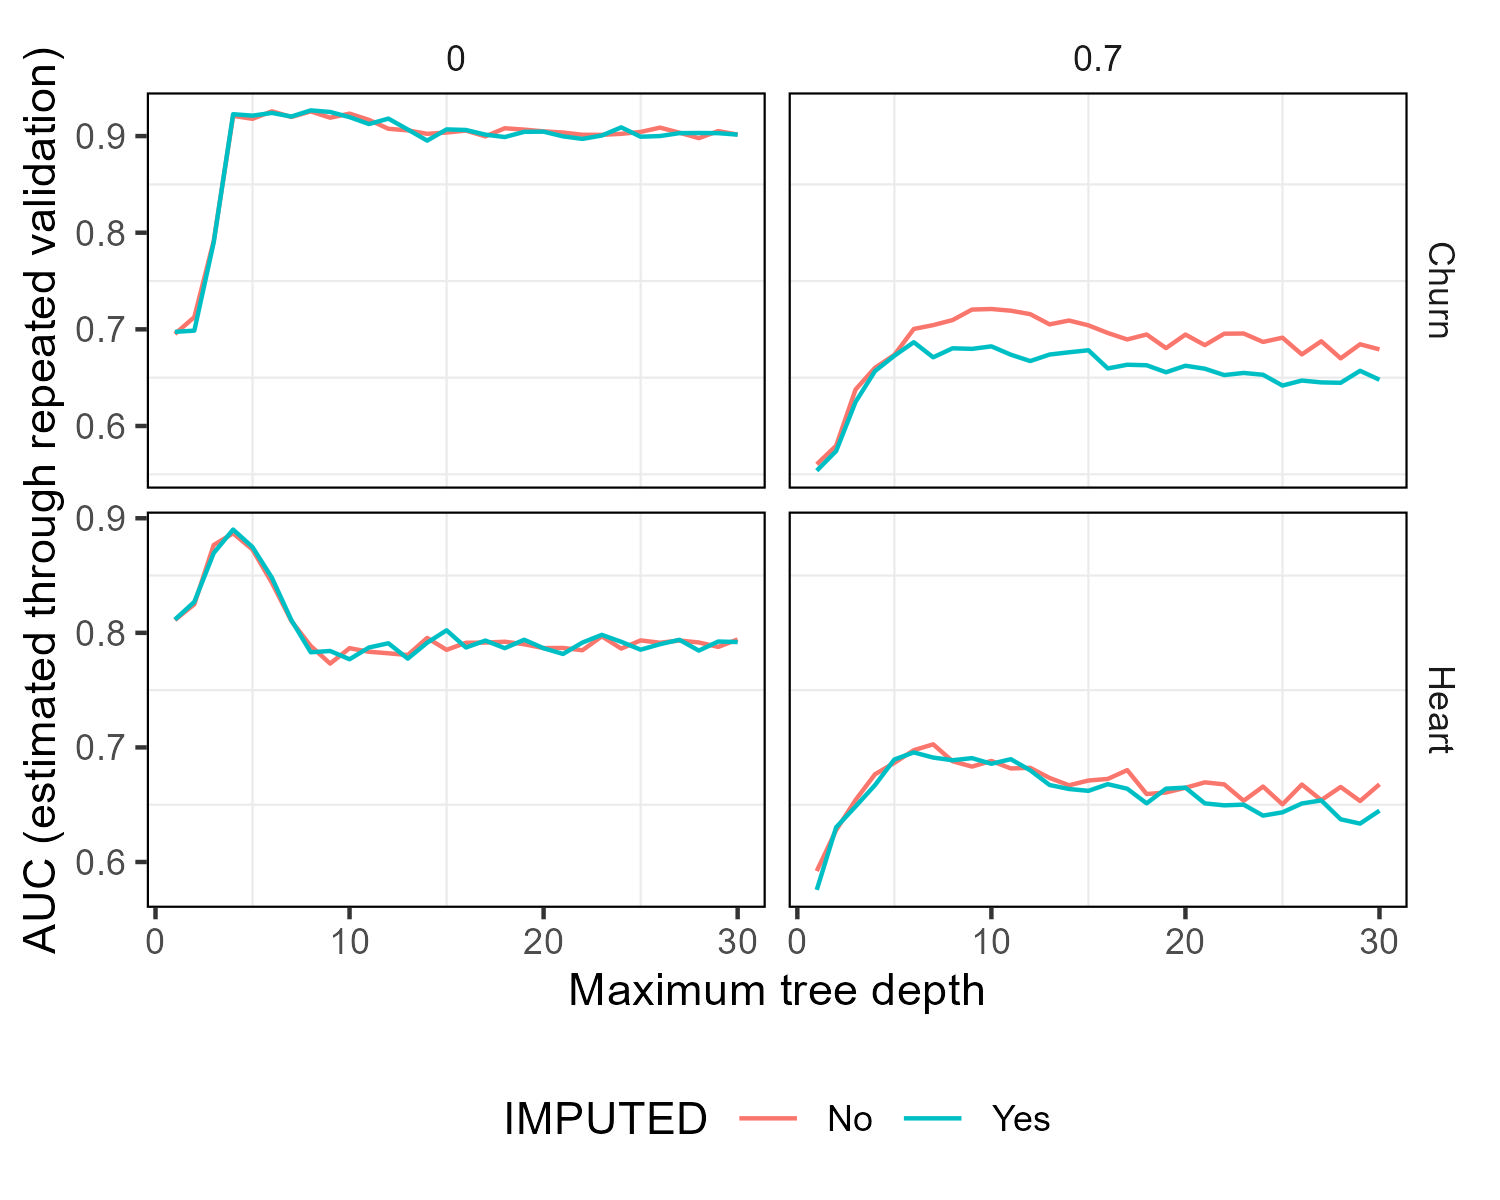 0
0.7
AUC (estimated through repeated validation)
0.9
0.8
0.7
0.6
Churn
0.9
0.8
0.7
0.6
Heart
0 10 20 30 0 10 20 30
Maximum tree depth
IMPUTED No Yes